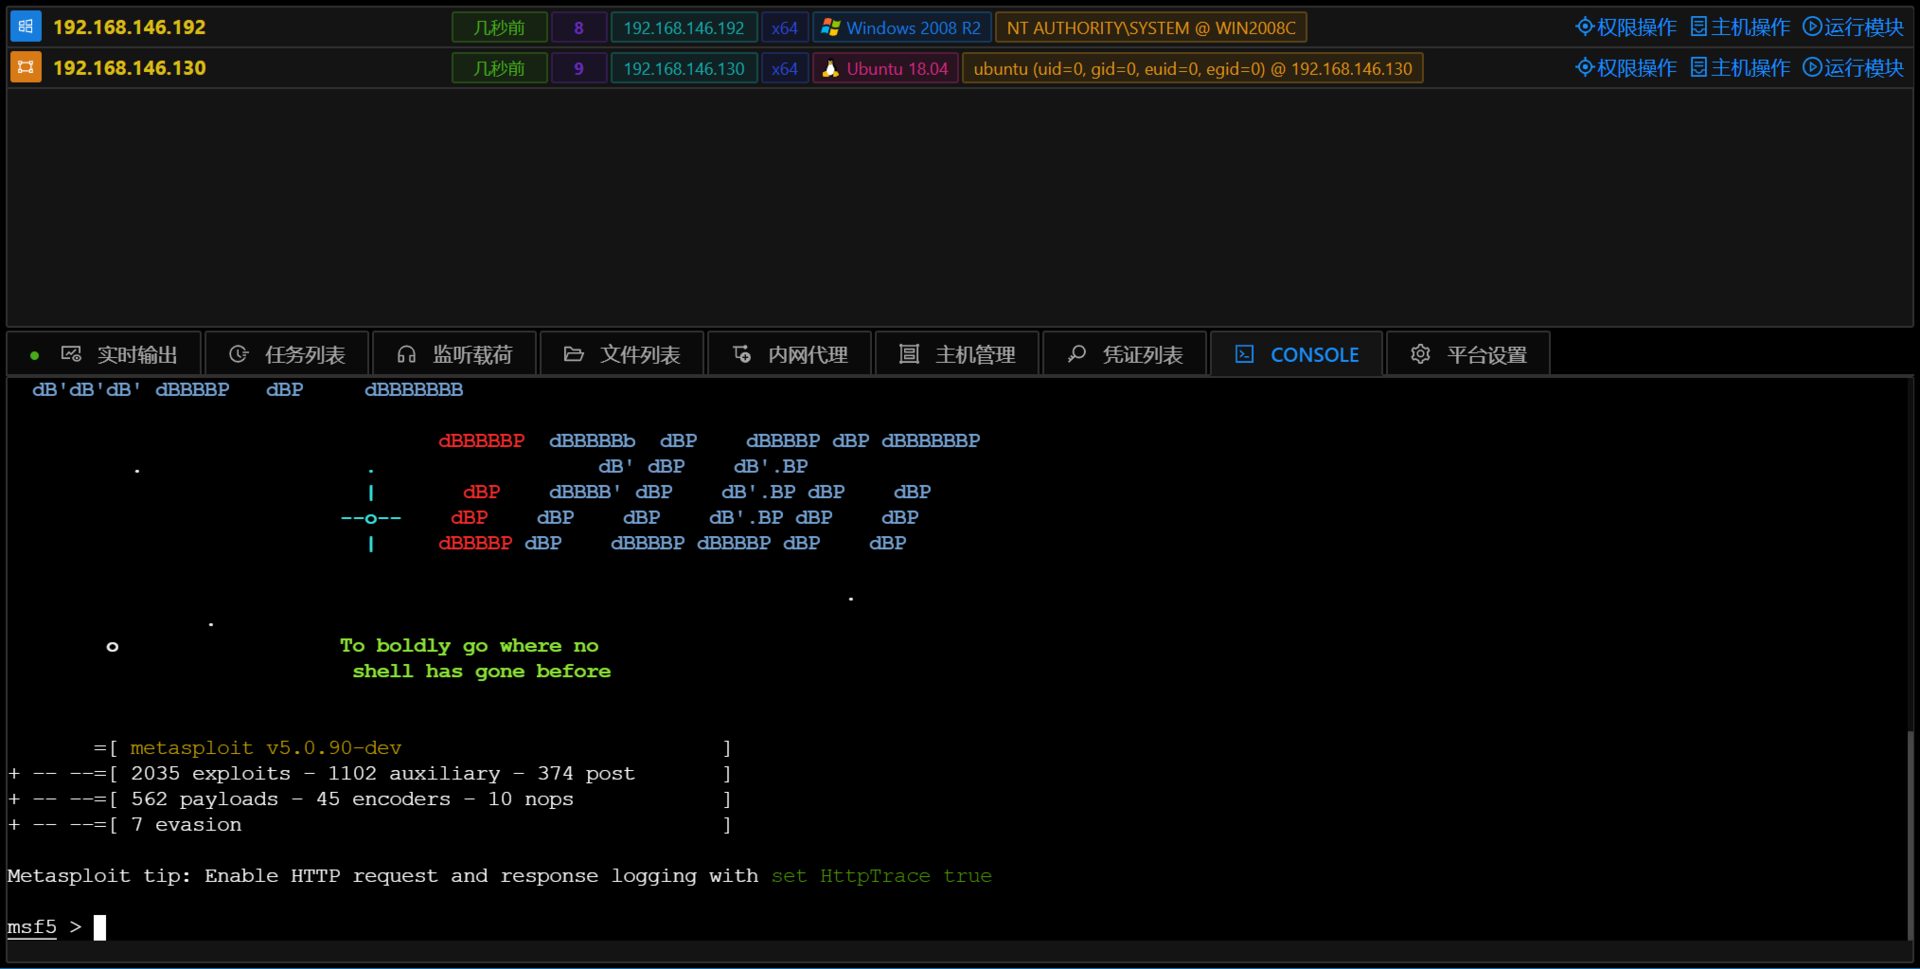 192.168.146.192 几秒前 8 192.168.146.192 x64 Windows 2008 R2 NT AUTHORITY\SYSTEM @ WIN2008C 权限操作 主机操作 运行模块
192.168.146.130 几秒前 9 192.168.146.130 x64 Ubuntu 18.04 ubuntu (uid=0, gid=0, euid=0, egid=0) @ 192.168.146.130 权限操作 主机操作 运行模块
实时输出 任务列表 监听载荷 文件列表 内网代理 主机管理 凭证列表 CONSOLE 平台设置
dB'dB'dB' dBBBBP dBP dBBBBBBB
dBBBBBP dBBBBBb dBP dBBBBP dBP dBBBBBBP
. . dB' dBP dB'.BP
| dBP dBBBB' dBP dB'.BP dBP dBP
--o-- dBP dBP dBP dB'.BP dBP dBP
| dBBBBP dBP dBBBBP dBBBBP dBP dBP
.
.
o To boldly go where no
shell has gone before
=[ metasploit v5.0.90-dev ]
+ -- --=[ 2035 exploits - 1102 auxiliary - 374 post ]
+ -- --=[ 562 payloads - 45 encoders - 10 nops ]
+ -- --=[ 7 evasion ]
Metasploit tip: Enable HTTP request and response logging with set HttpTrace true
msf5 >